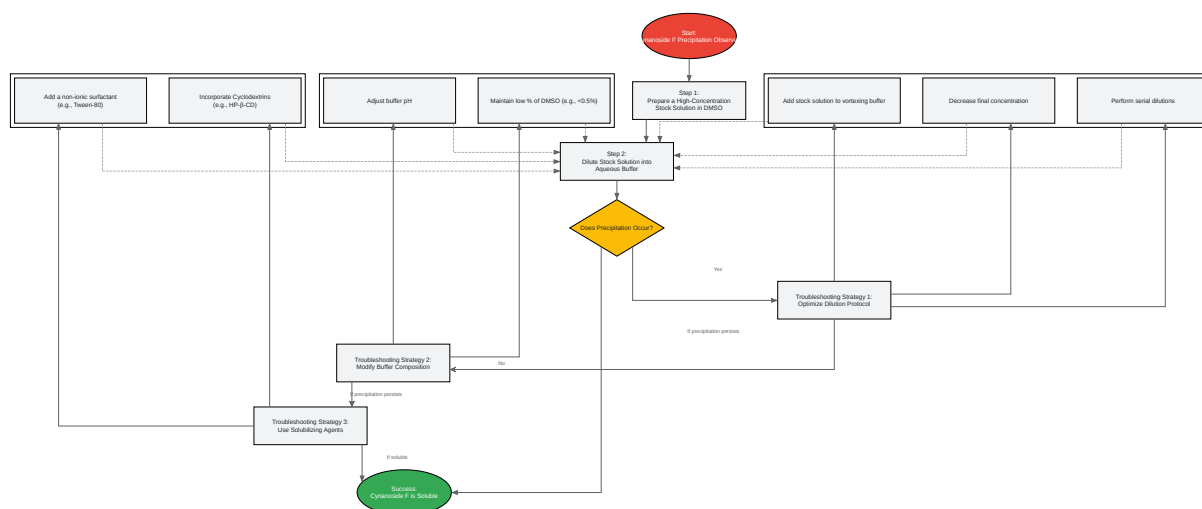 Start:
Cynanoside F Precipitation Observed
Add a non-ionic surfactant
(e.g., Tween-80)
Incorporate Cyclodextrins
(e.g., HP-β-CD)
Adjust buffer pH
Maintain low % of DMSO (e.g., <0.5%)
Step 1:
Prepare a High-Concentration
Stock Solution in DMSO
Add stock solution to vortexing buffer
Decrease final concentration
Perform serial dilutions
Step 2:
Dilute Stock Solution into
Aqueous Buffer
Does Precipitation Occur?
Yes
Troubleshooting Strategy 1:
Optimize Dilution Protocol
If precipitation persists
Troubleshooting Strategy 2:
Modify Buffer Composition
No
If precipitation persists
Troubleshooting Strategy 3:
Use Solubilizing Agents
If soluble
Success:
Cynanoside F is Soluble